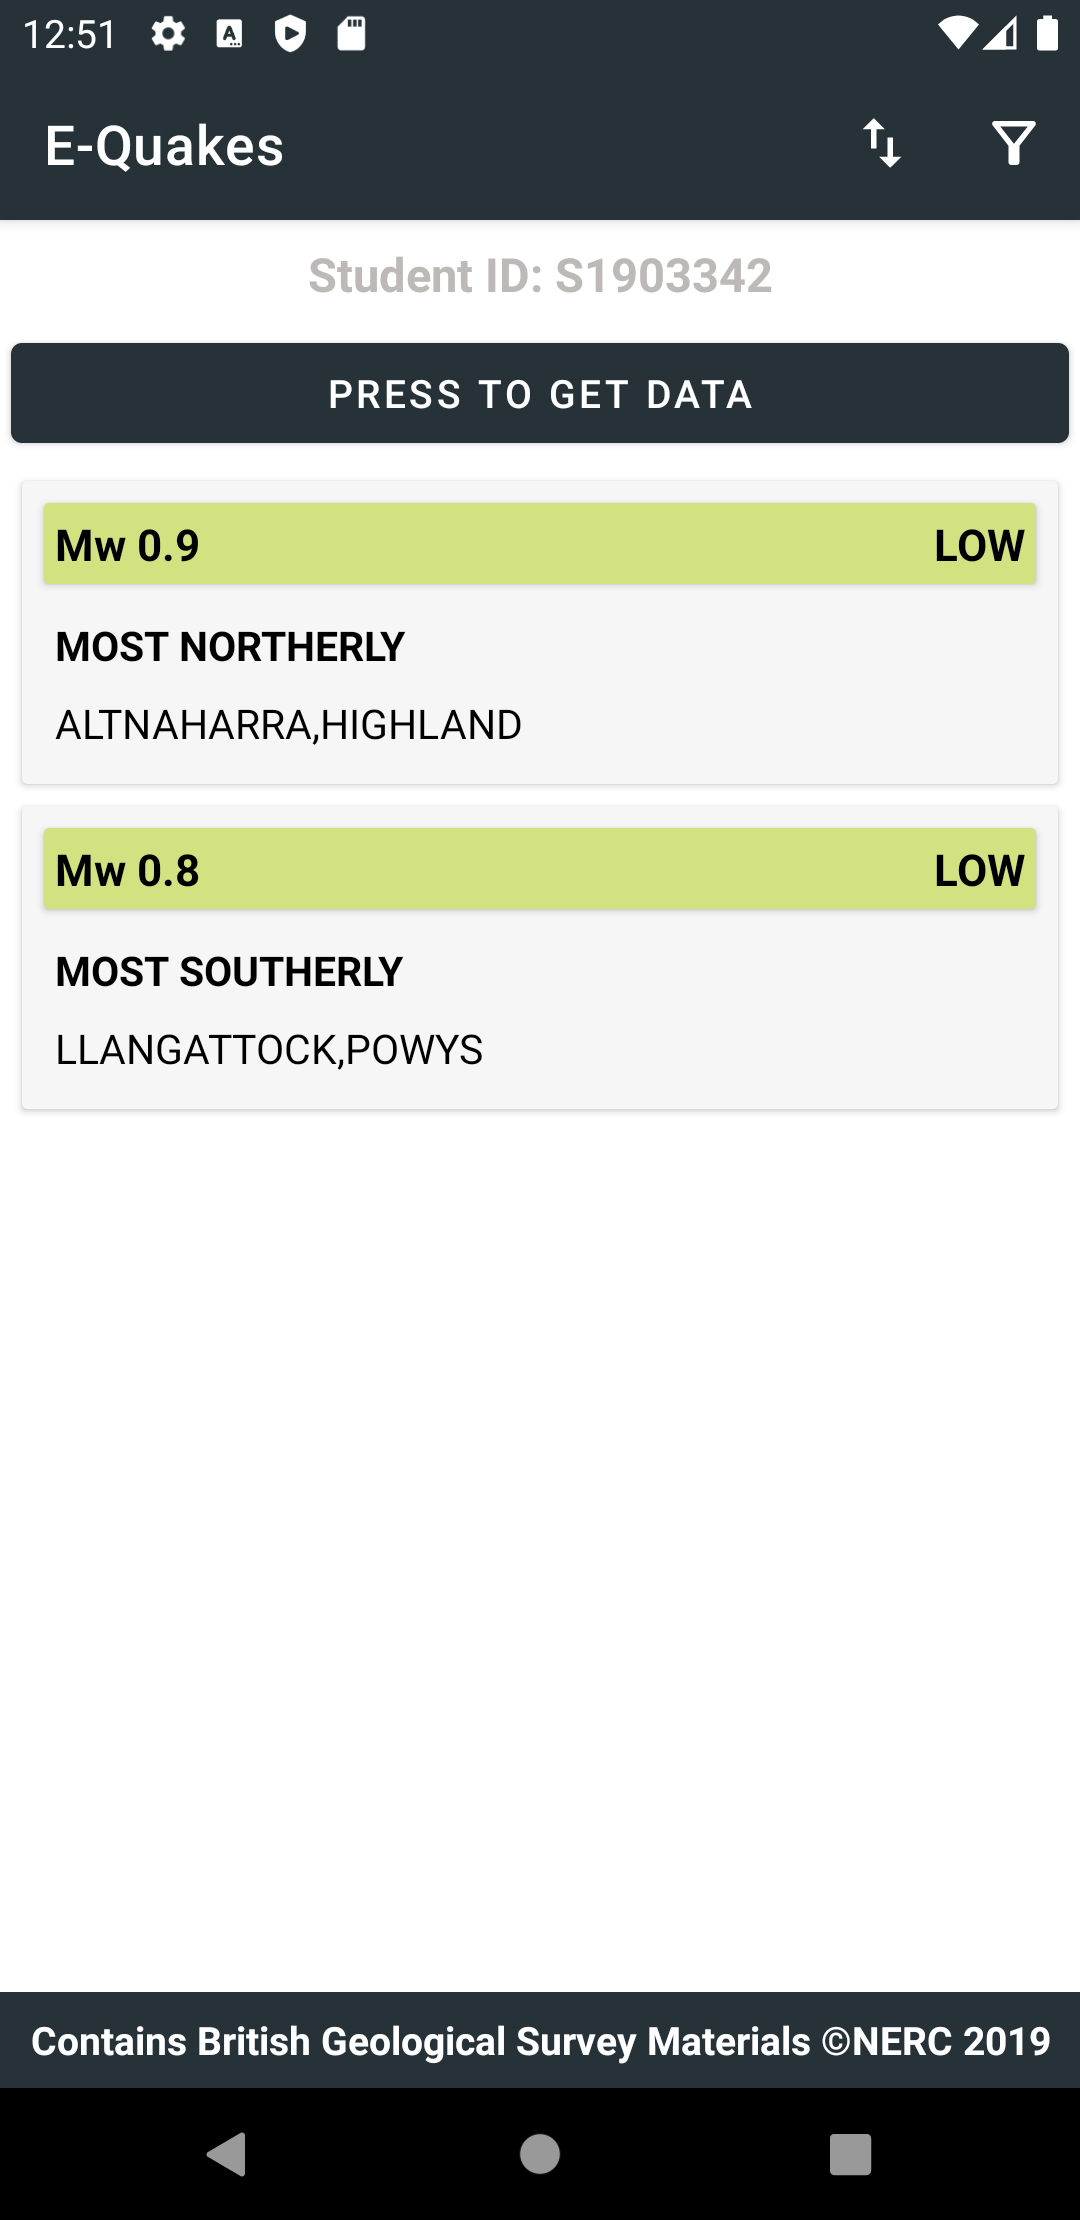 12:51
E-Quakes
Student ID: S1903342
PRESS TO GET DATA
Mw 0.9 LOW
MOST NORTHERLY
ALTNAHARRA,HIGHLAND
Mw 0.8 LOW
MOST SOUTHERLY
LLANGATTOCK,POWYS
Contains British Geological Survey Materials ©NERC 2019